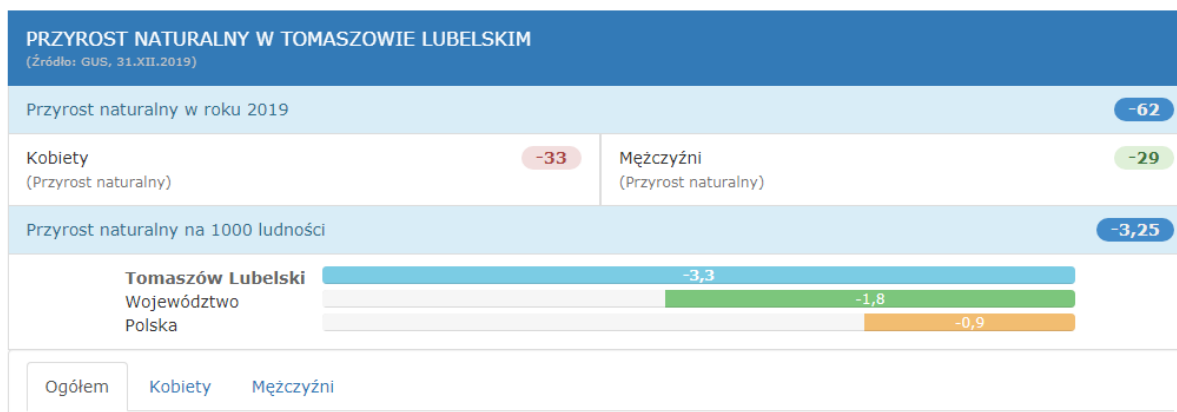 PRZYROST NATURALNY W TOMASZOWIE LUBELSKIM
(Źródło: GUS, 31.XII.2019)
Przyrost naturalny w roku 2019 -62
Kobiety -33
(Przyrost naturalny)
Mężczyźni -29
(Przyrost naturalny)
Przyrost naturalny na 1000 ludności -3,25
Tomaszów Lubelski -3,3
Województwo -1,8
Polska -0,9
Ogółem Kobiety Mężczyźni